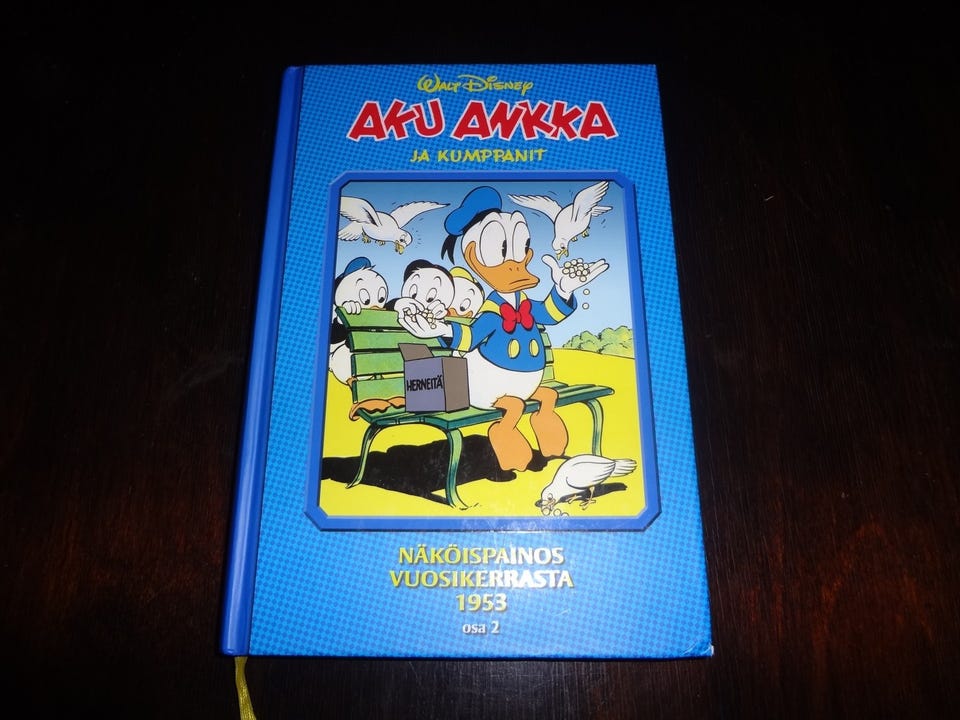 WALT DISNEY
AKU ANKKA
JA KUMPPANIT
HERNEITÄ
NÄKÖISPAINOS
VUOSIKERRASTA
1953
osa 2